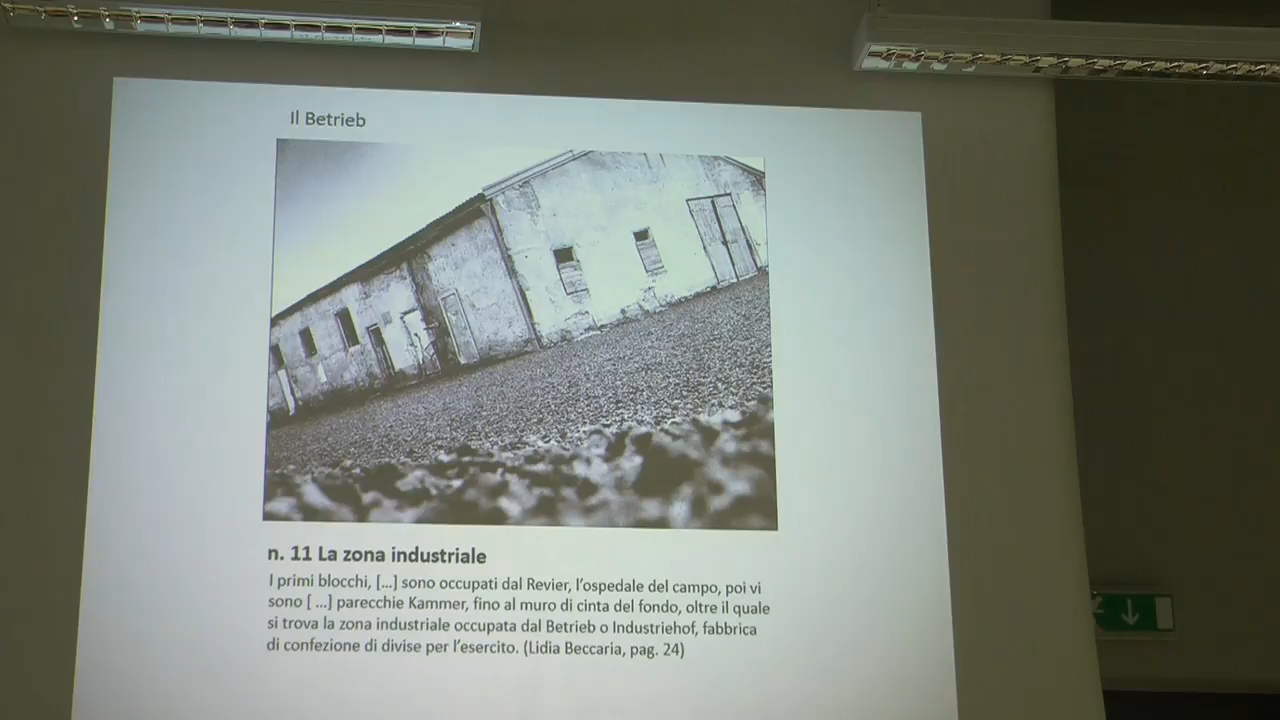 Il Betrieb
n. 11 La zona industriale
I primi blocchi, [...] sono occupati dal Revier, l'ospedale del campo, poi vi
sono [ ...] parecchie Kammer, fino al muro di cinta del fondo, oltre il quale
si trova la zona industriale occupata dal Betrieb o Industriehof, fabbrica
di confezione di divise per l'esercito. (Lidia Beccaria, pag. 24)